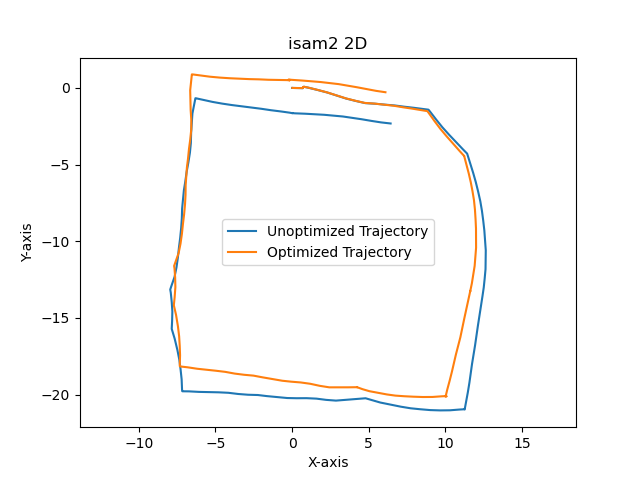 isam2 2D
0
−5
−10
−15
−20
Y-axis
Unoptimized Trajectory
Optimized Trajectory
−10
−5
0
5
10
15
X-axis